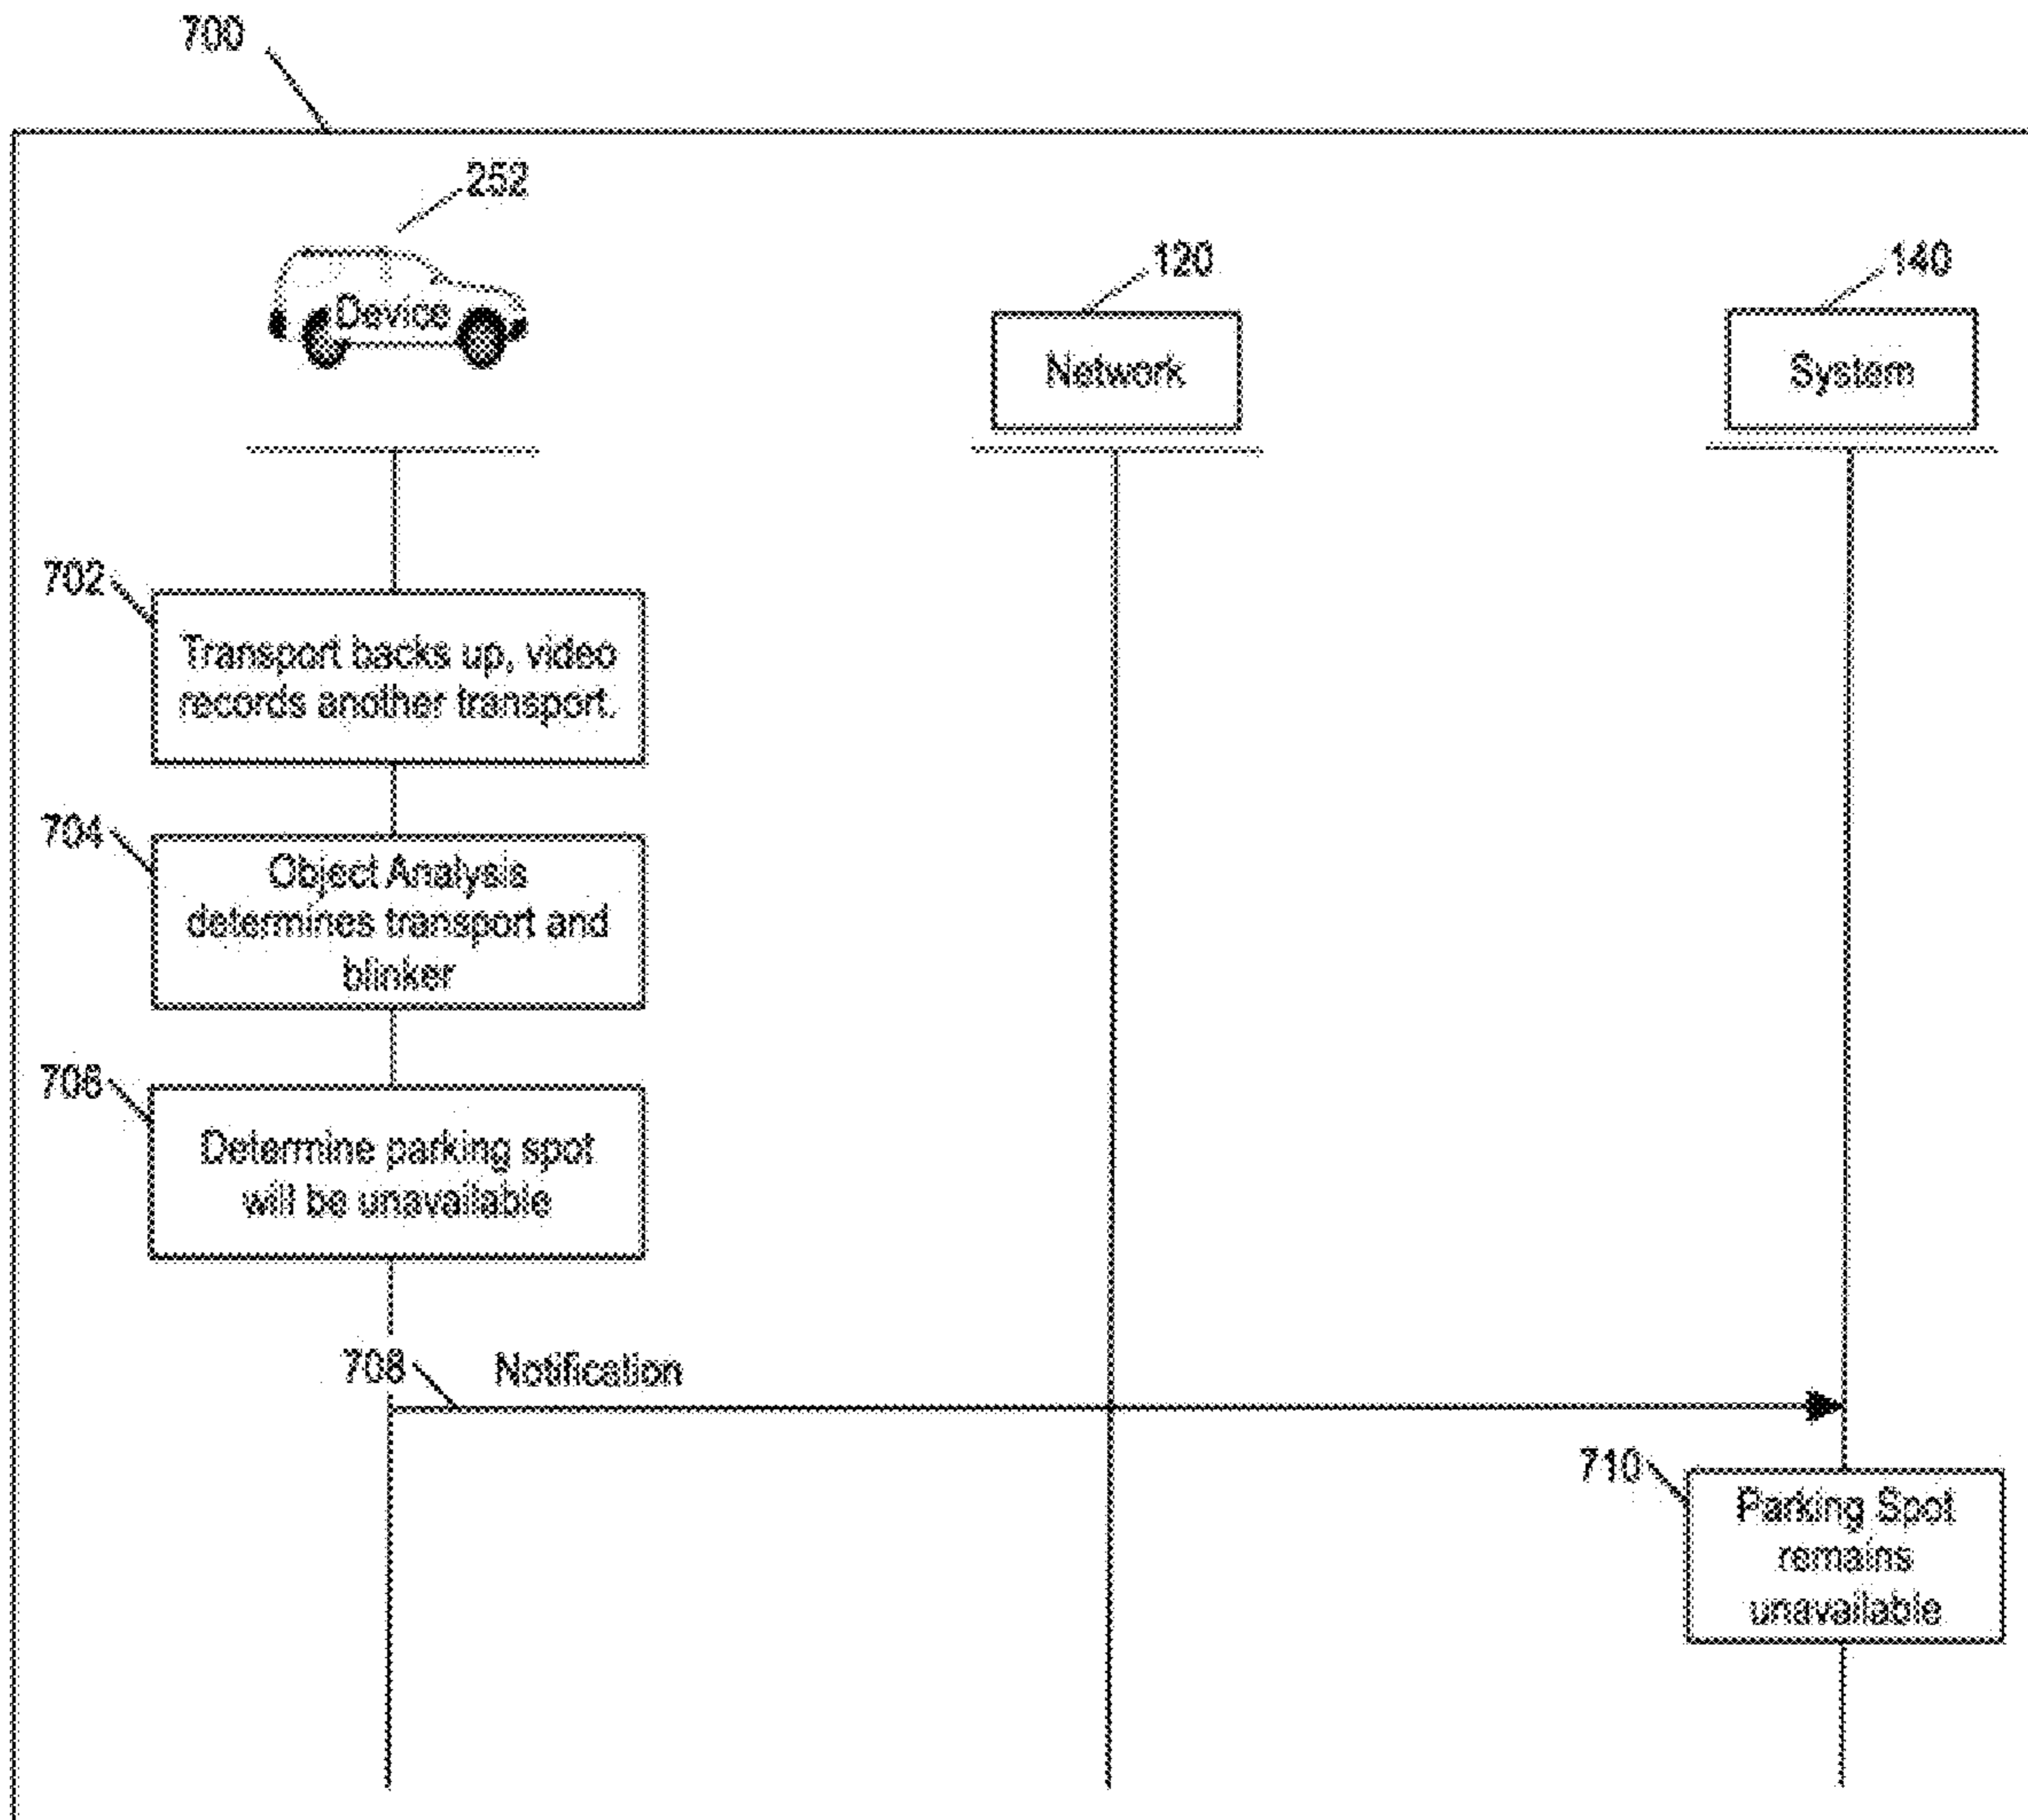 700
252
Device
120
Network
140
System
702
Transport backs up, video
records another transport.
704
Object Analysis
determines transport and
blinker
706
Determine parking spot
will be unavailable
708
Notification
710
Parking Spot
remains
unavailable